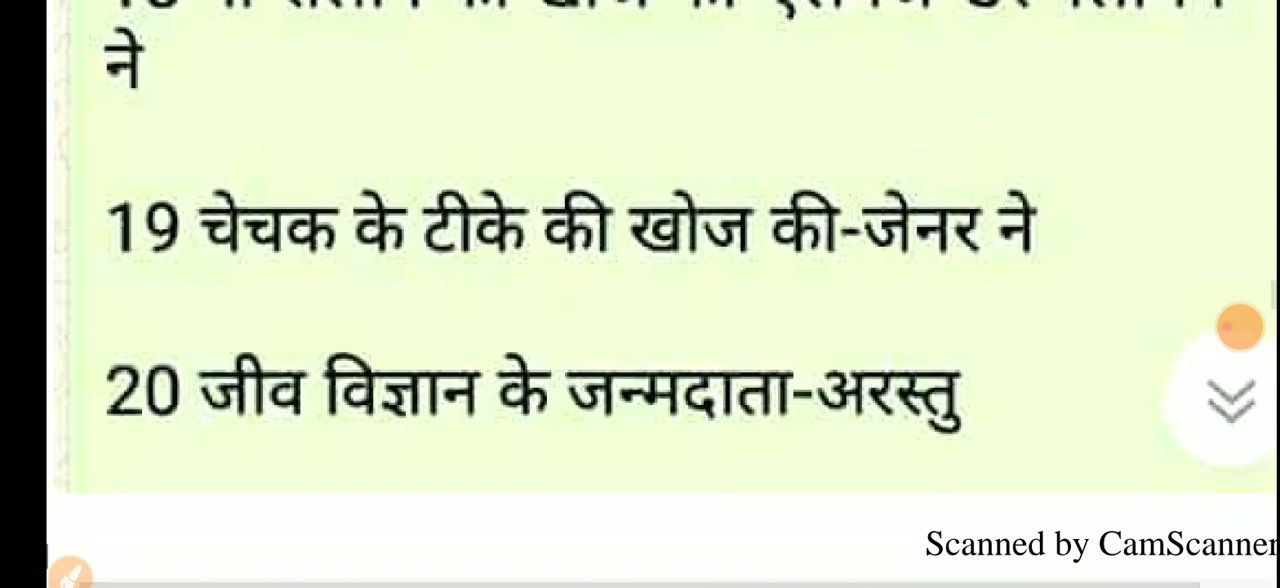 ने
19 चेचक के टीके की खोज की-जेनर ने
20 जीव विज्ञान के जन्मदाता-अरस्तु
Scanned by CamScanner